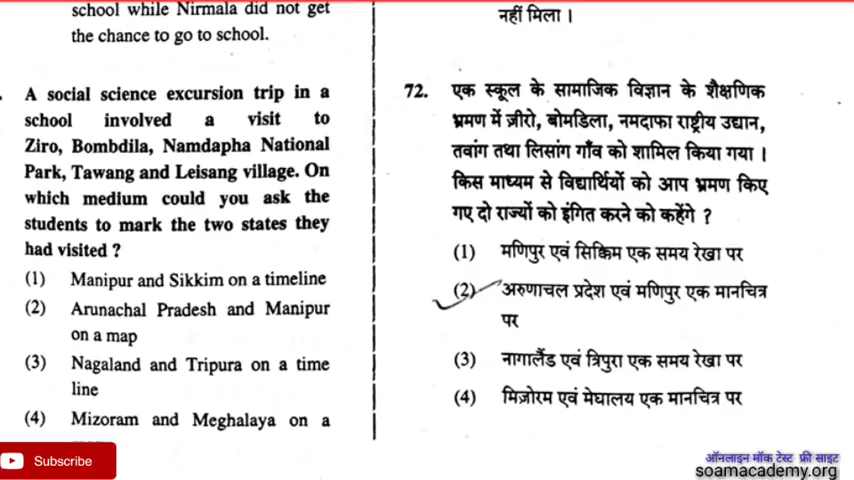 school while Nirmala did not get
the chance to go to school.
A social science excursion trip in a
school involved a visit to
Ziro, Bombdila, Namdapha National
Park, Tawang and Leisang village. On
which medium could you ask the
students to mark the two states they
had visited ?
(1) Manipur and Sikkim on a timeline
(2) Arunachal Pradesh and Manipur
on a map
(3) Nagaland and Tripura on a time
line
(4) Mizoram and Meghalaya on a
नहीं मिला ।
72. एक स्कूल के सामाजिक विज्ञान के शैक्षणिक
भ्रमण में ज़ीरो, बोमडिला, नमदाफा राष्ट्रीय उद्यान,
तवांग तथा लिसांग गाँव को शामिल किया गया ।
किस माध्यम से विद्यार्थियों को आप भ्रमण किए
गए दो राज्यों को इंगित करने को कहेंगे ?
(1) मणिपुर एवं सिक्किम एक समय रेखा पर
(2) अरुणाचल प्रदेश एवं मणिपुर एक मानचित्र
पर
(3) नागालैंड एवं त्रिपुरा एक समय रेखा पर
(4) मिज़ोरम एवं मेघालय एक मानचित्र पर
Subscribe
ऑनलाइन मॉक टेस्ट फ्री साइट
soamacademy.org